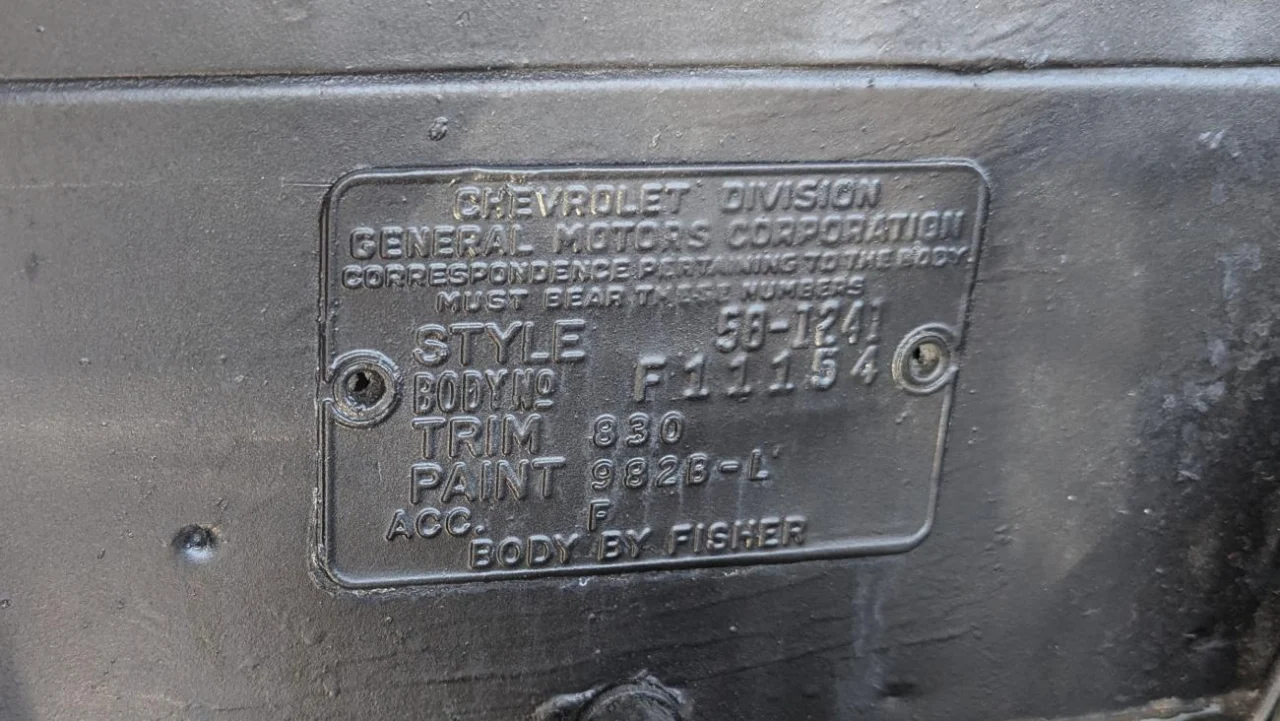 CHEVROLET DIVISION
GENERAL MOTORS CORPORATION
CORRESPONDENCE PERTAINING TO THE BODY
MUST BEAR THESE NUMBERS
STYLE 58-1241
BODY NO F11154
TRIM 830
PAINT 982B-L
ACC. F
BODY BY FISHER